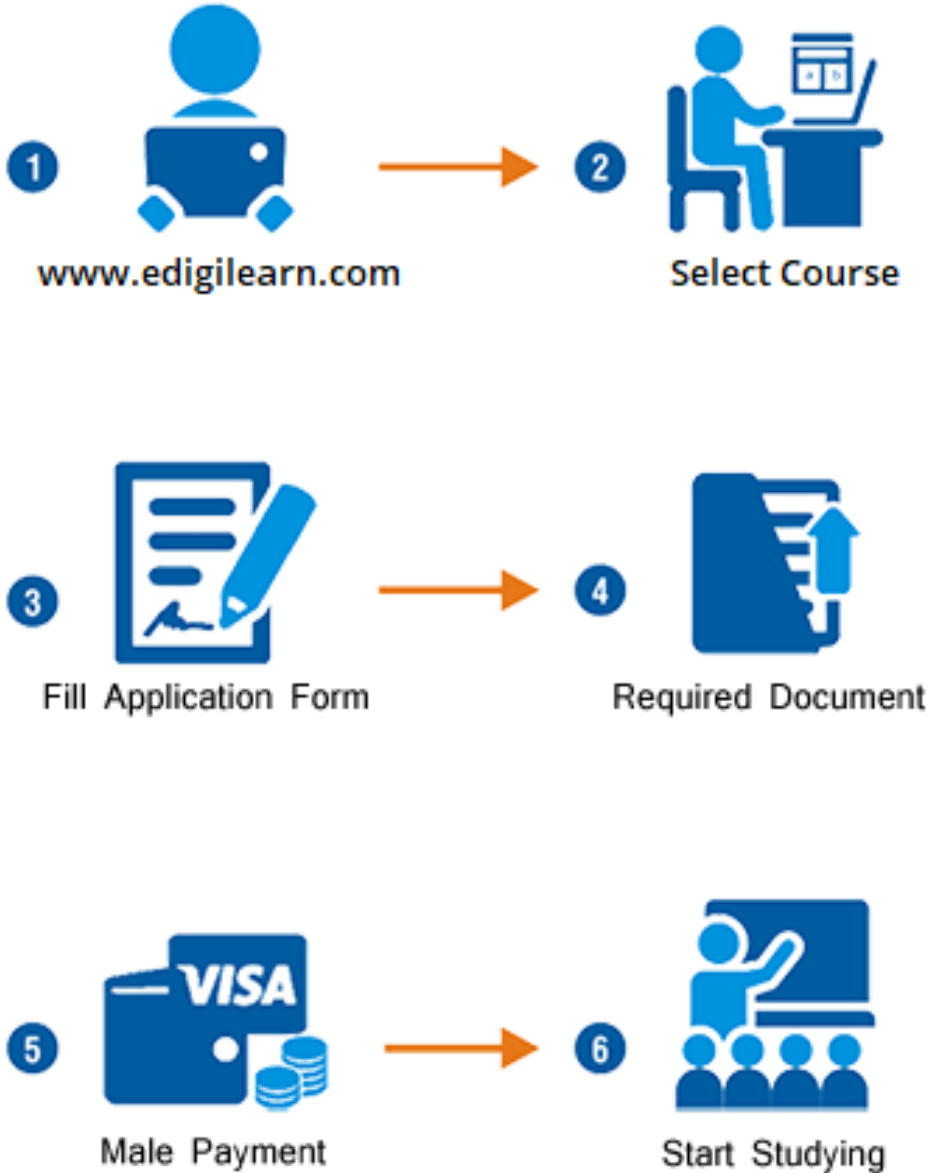 1
www.edigilearn.com
2
a b
Select Course
3
Fill Application Form
4
Required Document
5
VISA
Male Payment
6
Start Studying